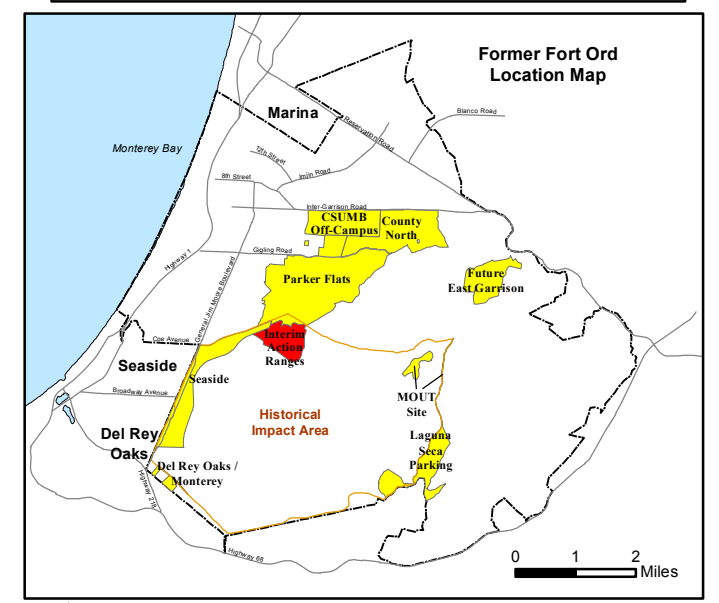 Former Fort Ord
Location Map
Marina
Blanco Road
Reservation Road
Monterey Bay
12th Street
Imjin Road
8th Street
Inter-Garrison Road
CSUMB
Off-Campus
County
North
Gigling Road
Highway 1
General Jim Moore Boulevard
Parker Flats
Future
East Garrison
Coe Avenue
Interim
Action
Ranges
Seaside
Seaside
Broadway Avenue
MOUT
Site
Historical
Impact Area
Del Rey
Oaks
Laguna
Seca
Parking
Del Rey Oaks /
Monterey
Highway 218
Highway 68
0 1 2
Miles